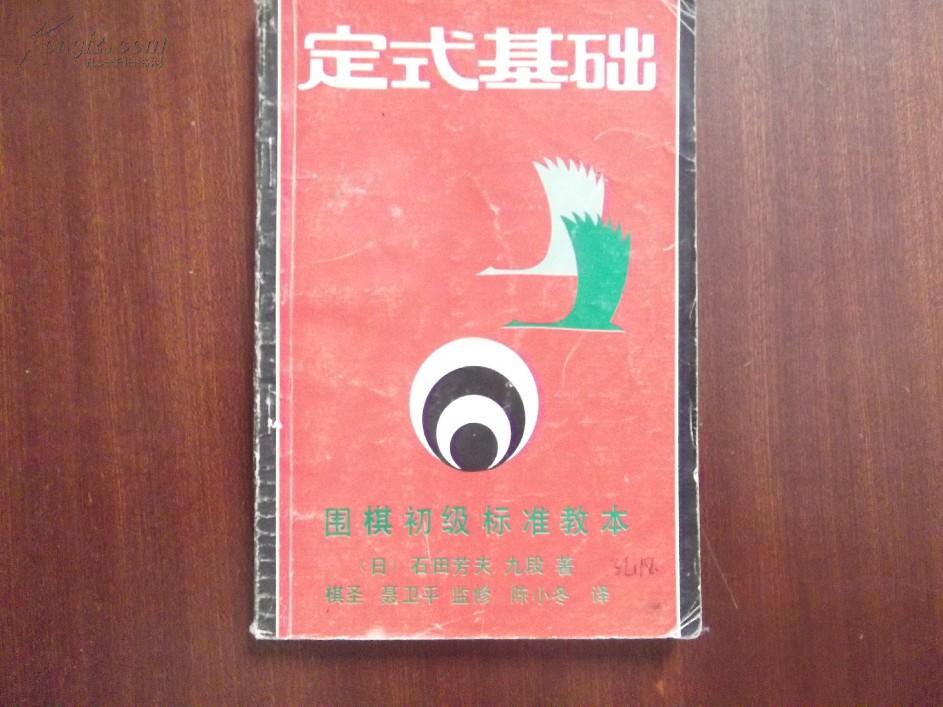 定式基础
围棋初级标准教本
（日）石田芳夫 九段 著
棋圣 聂卫平 监修 陈小冬 译